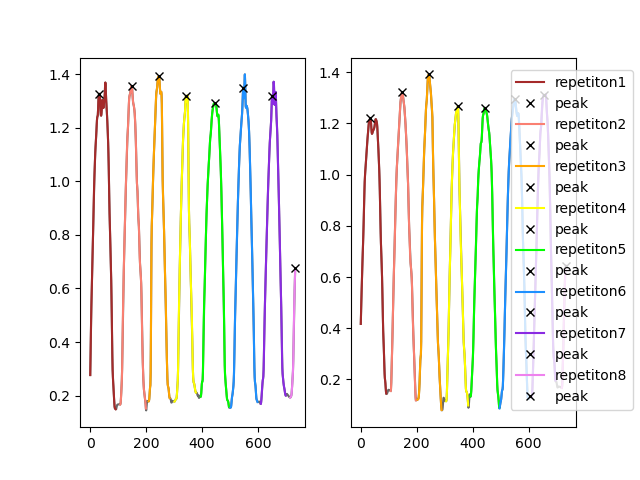 1.4
1.2
1.0
0.8
0.6
0.4
0.2
0 200 400 600
1.4
1.2
1.0
0.8
0.6
0.4
0.2
0 200 400 600
repetiton1
peak
repetiton2
peak
repetiton3
peak
repetiton4
peak
repetiton5
peak
repetiton6
peak
repetiton7
peak
repetiton8
peak